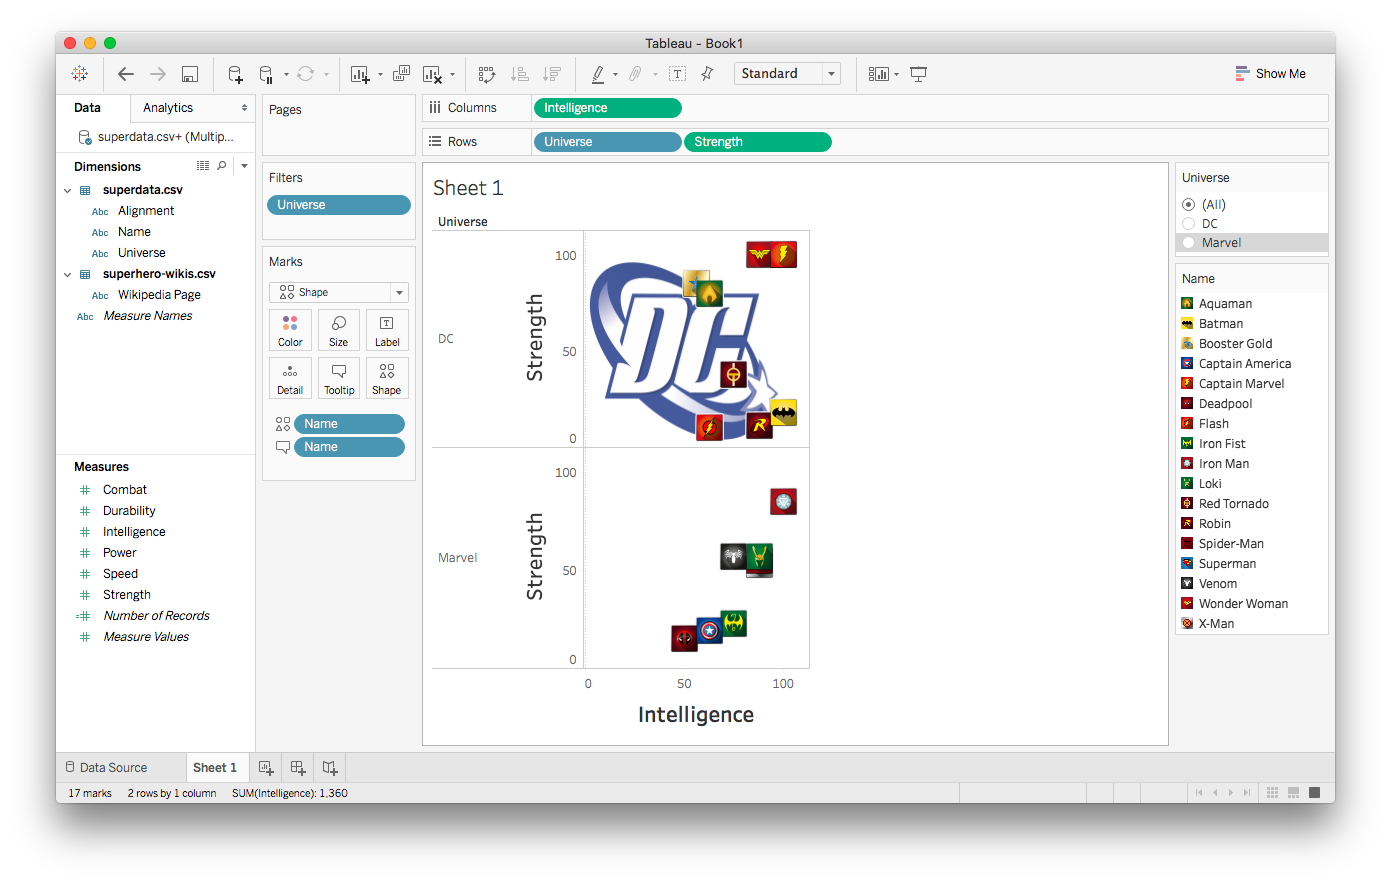 Tableau - Book1
Standard
Show Me
Data
Analytics
superdata.csv+ (Multip...
Dimensions
superdata.csv
Abc Alignment
Abc Name
Abc Universe
superhero-wikis.csv
Abc Wikipedia Page
Abc Measure Names
Measures
Combat
Durability
Intelligence
Power
Speed
Strength
Number of Records
Measure Values
Pages
Filters
Universe
Marks
Shape
Color Size Label
Detail Tooltip Shape
Name
Name
Columns Intelligence
Rows Universe Strength
Sheet 1
Universe
DC
Strength
100
50
0
DC
Marvel
Strength
100
50
0
0 50 100
Intelligence
Universe
(All)
DC
Marvel
Name
Aquaman
Batman
Booster Gold
Captain America
Captain Marvel
Deadpool
Flash
Iron Fist
Iron Man
Loki
Red Tornado
Robin
Spider-Man
Superman
Venom
Wonder Woman
X-Man
Data Source
Sheet 1
17 marks 2 rows by 1 column SUM(Intelligence): 1,360